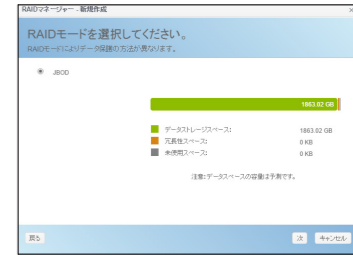 RAIDマネージャー - 新規作成
RAIDモードを選択してください。
RAIDモードによりデータ保護の方法が異なります。
JBOD
1863.02 GB
データストレージスペース: 1863.02 GB
冗長性スペース: 0 KB
未使用スペース: 0 KB
注意:データスペースの容量は予測です。
戻る 次 キャンセル